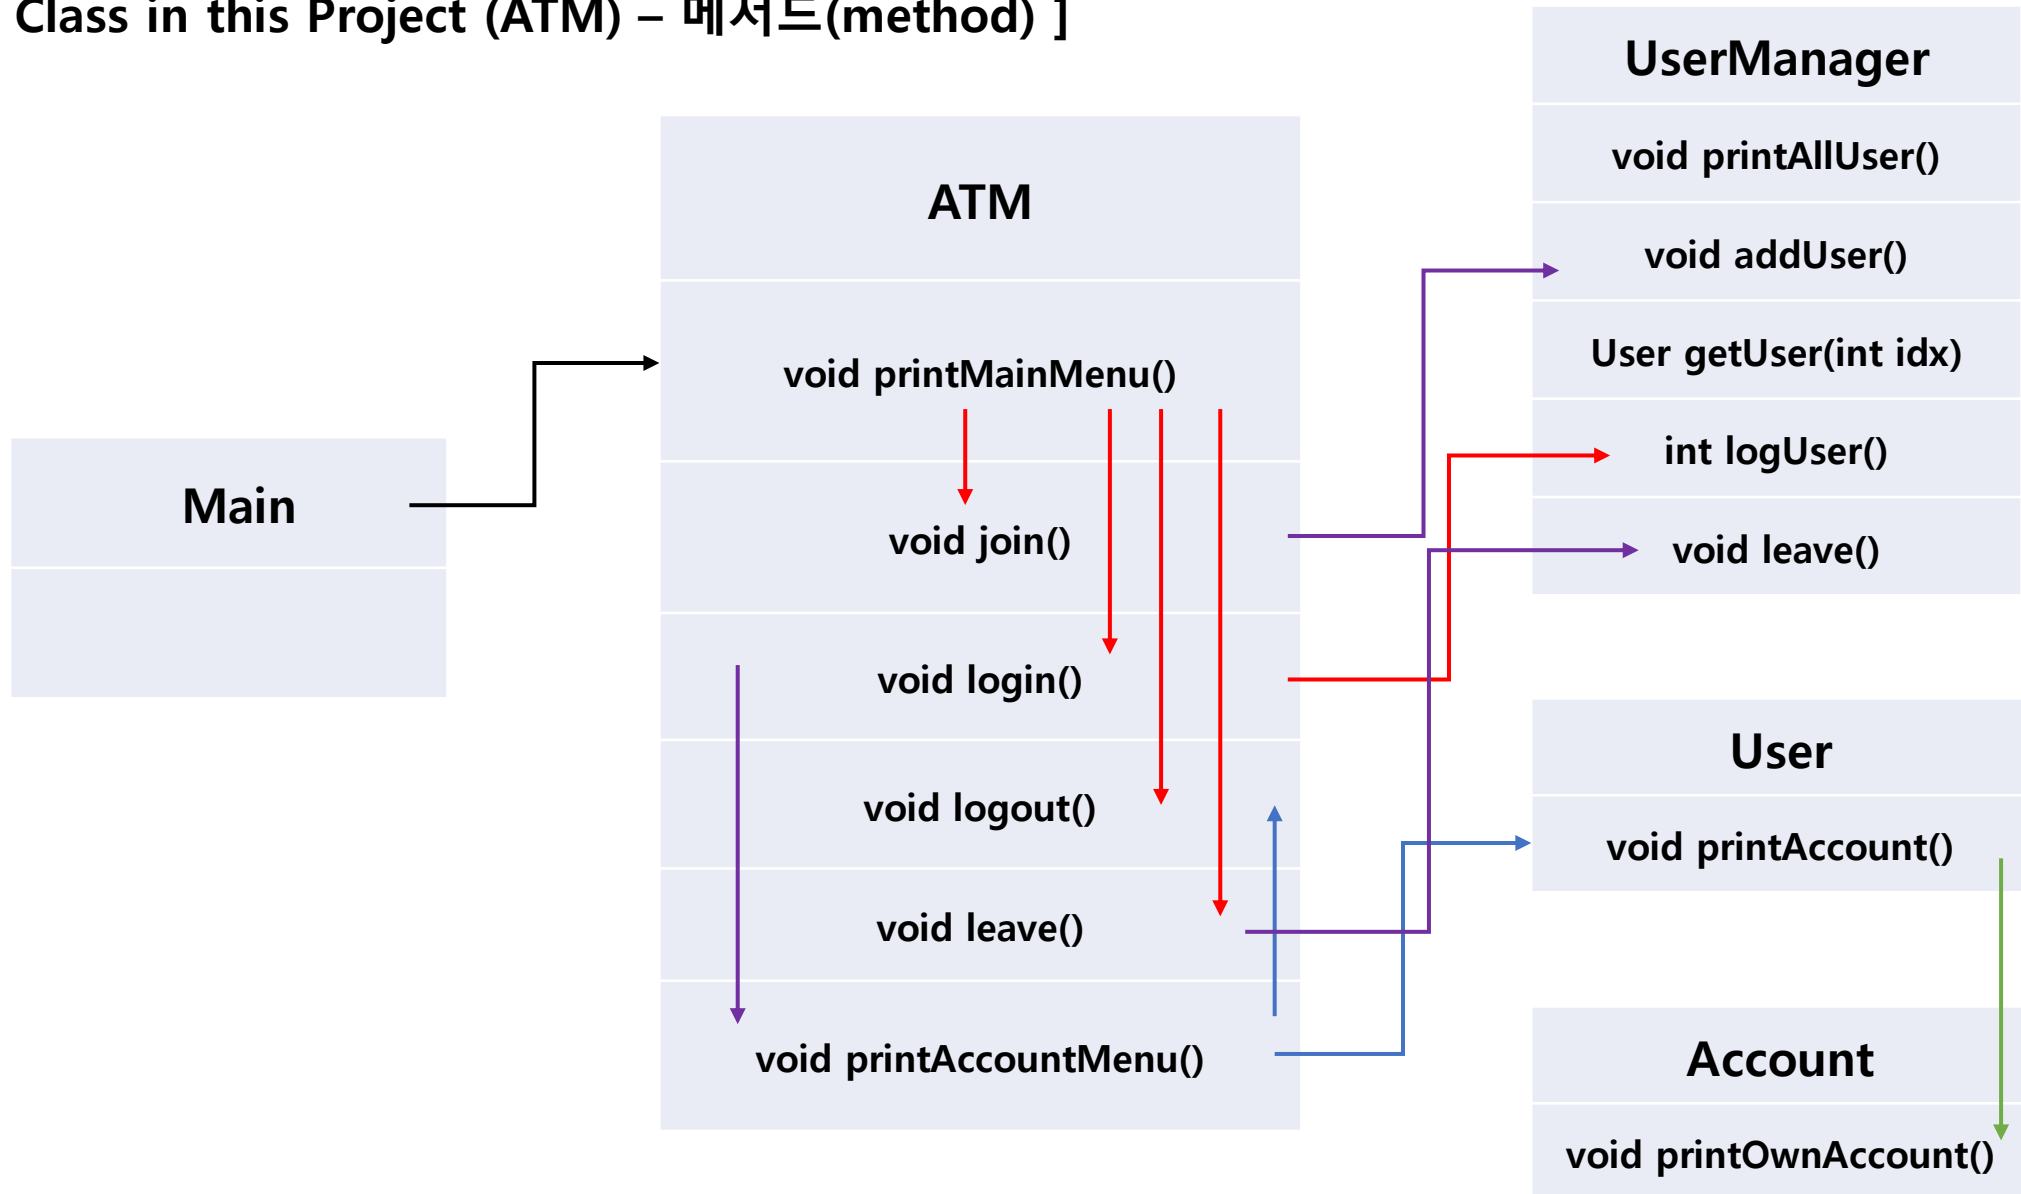 Class in this Project (ATM) – 메서드(method) ]
Main
ATM
void printMainMenu()
void join()
void login()
void logout()
void leave()
void printAccountMenu()
UserManager
void printAllUser()
void addUser()
User getUser(int idx)
int logUser()
void leave()
User
void printAccount()
Account
void printOwnAccount()